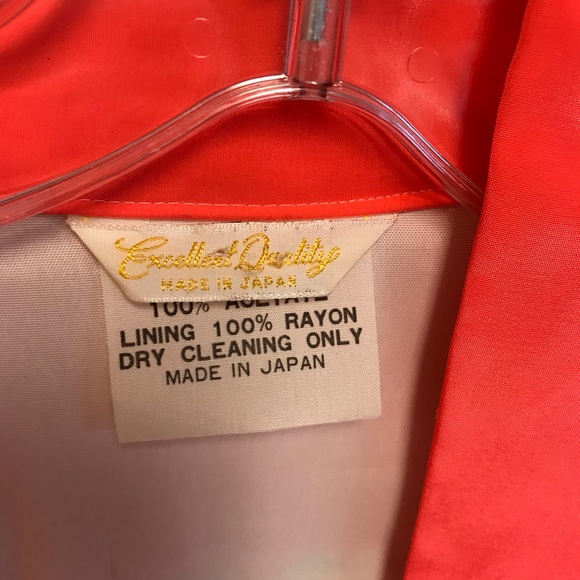 Excellent Quality
MADE IN JAPAN
100% ACETATE
LINING 100% RAYON
DRY CLEANING ONLY
MADE IN JAPAN